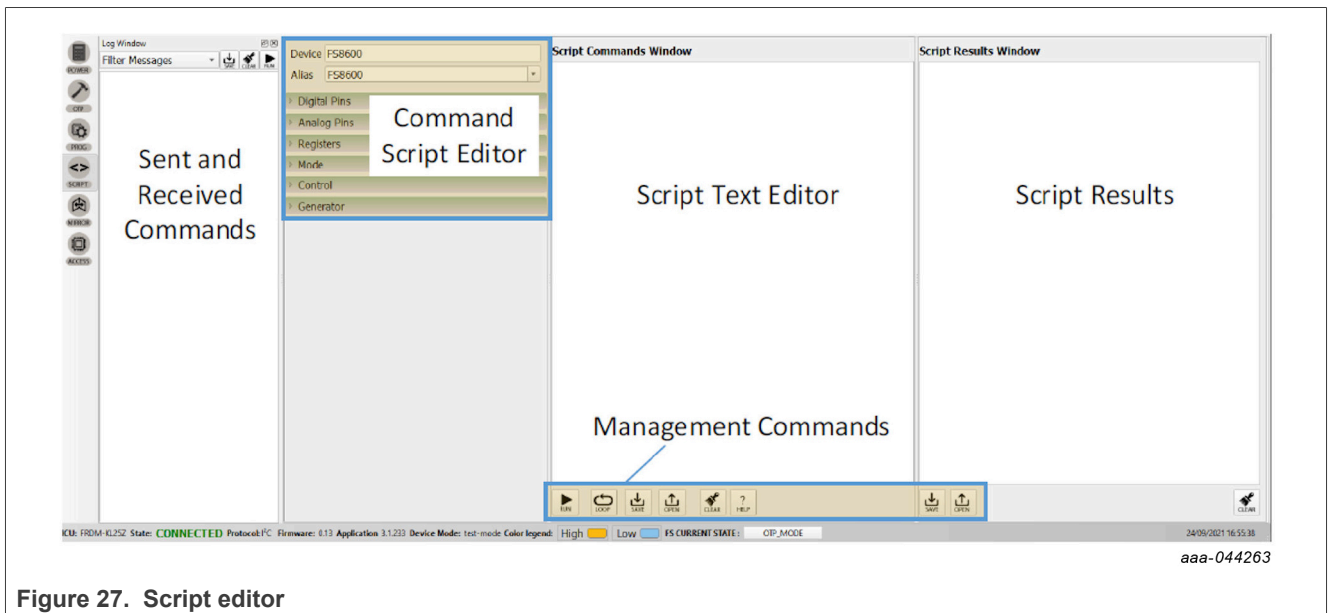 Log Window
Filter Messages
SAVE
CLEAR
RUN
POWER
OTP
PROG
SCRIPT
MIRROR
ACCESS
Sent and
Received
Commands
Device FS8600
Alias FS8600
Digital Pins
Analog Pins
Registers
Mode
Control
Generator
Command
Script Editor
Script Commands Window
Script Text Editor
Script Results Window
Script Results
Management Commands
RUN LOOP SAVE OPEN CLEAR ? HELP
SAVE OPEN
CLEAR
MCU: FRDM-KL25Z State: CONNECTED Protocol:I²C Firmware: 0.13 Application 3.1.233 Device Mode: test-mode Color legend: High Low FS CURRENT STATE: OTP_MODE 24/09/2021 16:55:38
aaa-044263
Figure 27. Script editor